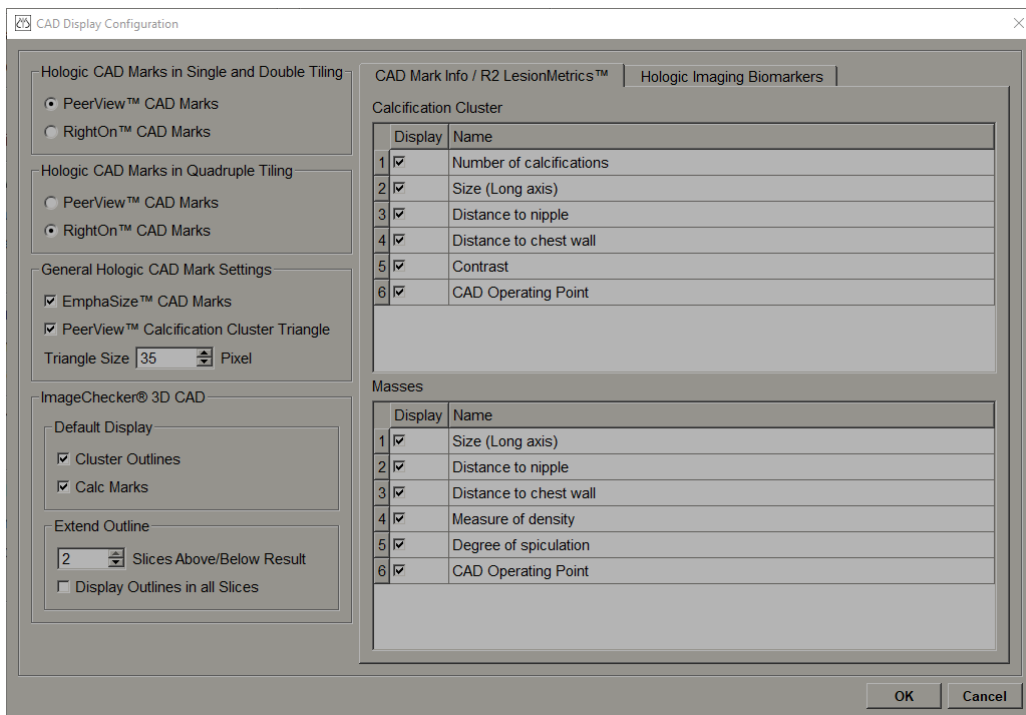 CAD Display Configuration
Hologic CAD Marks in Single and Double Tiling
PeerView™ CAD Marks
RightOn™ CAD Marks
Hologic CAD Marks in Quadruple Tiling
PeerView™ CAD Marks
RightOn™ CAD Marks
General Hologic CAD Mark Settings
EmphaSize™ CAD Marks
PeerView™ Calcification Cluster Triangle
Triangle Size 35 Pixel
ImageChecker® 3D CAD
Default Display
Cluster Outlines
Calc Marks
Extend Outline
2 Slices Above/Below Result
Display Outlines in all Slices
CAD Mark Info / R2 LesionMetrics™ Hologic Imaging Biomarkers
Calcification Cluster
Display Name
1 Number of calcifications
2 Size (Long axis)
3 Distance to nipple
4 Distance to chest wall
5 Contrast
6 CAD Operating Point
Masses
Display Name
1 Size (Long axis)
2 Distance to nipple
3 Distance to chest wall
4 Measure of density
5 Degree of spiculation
6 CAD Operating Point
OK Cancel